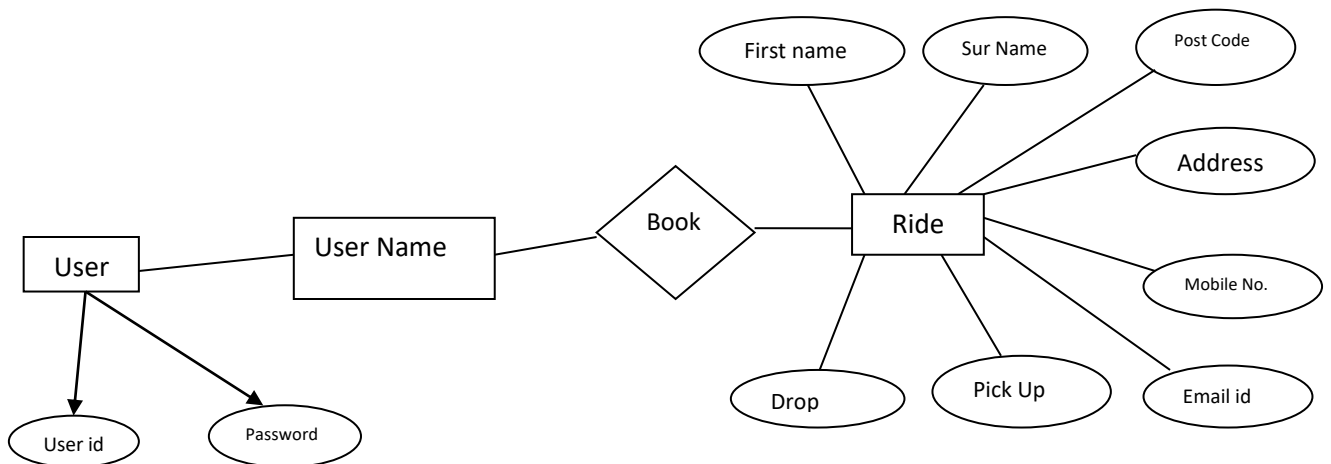 First name
Sur Name
Post Code
Address
User
User Name
Book
Ride
Mobile No.
Drop
Pick Up
Email id
User id
Password